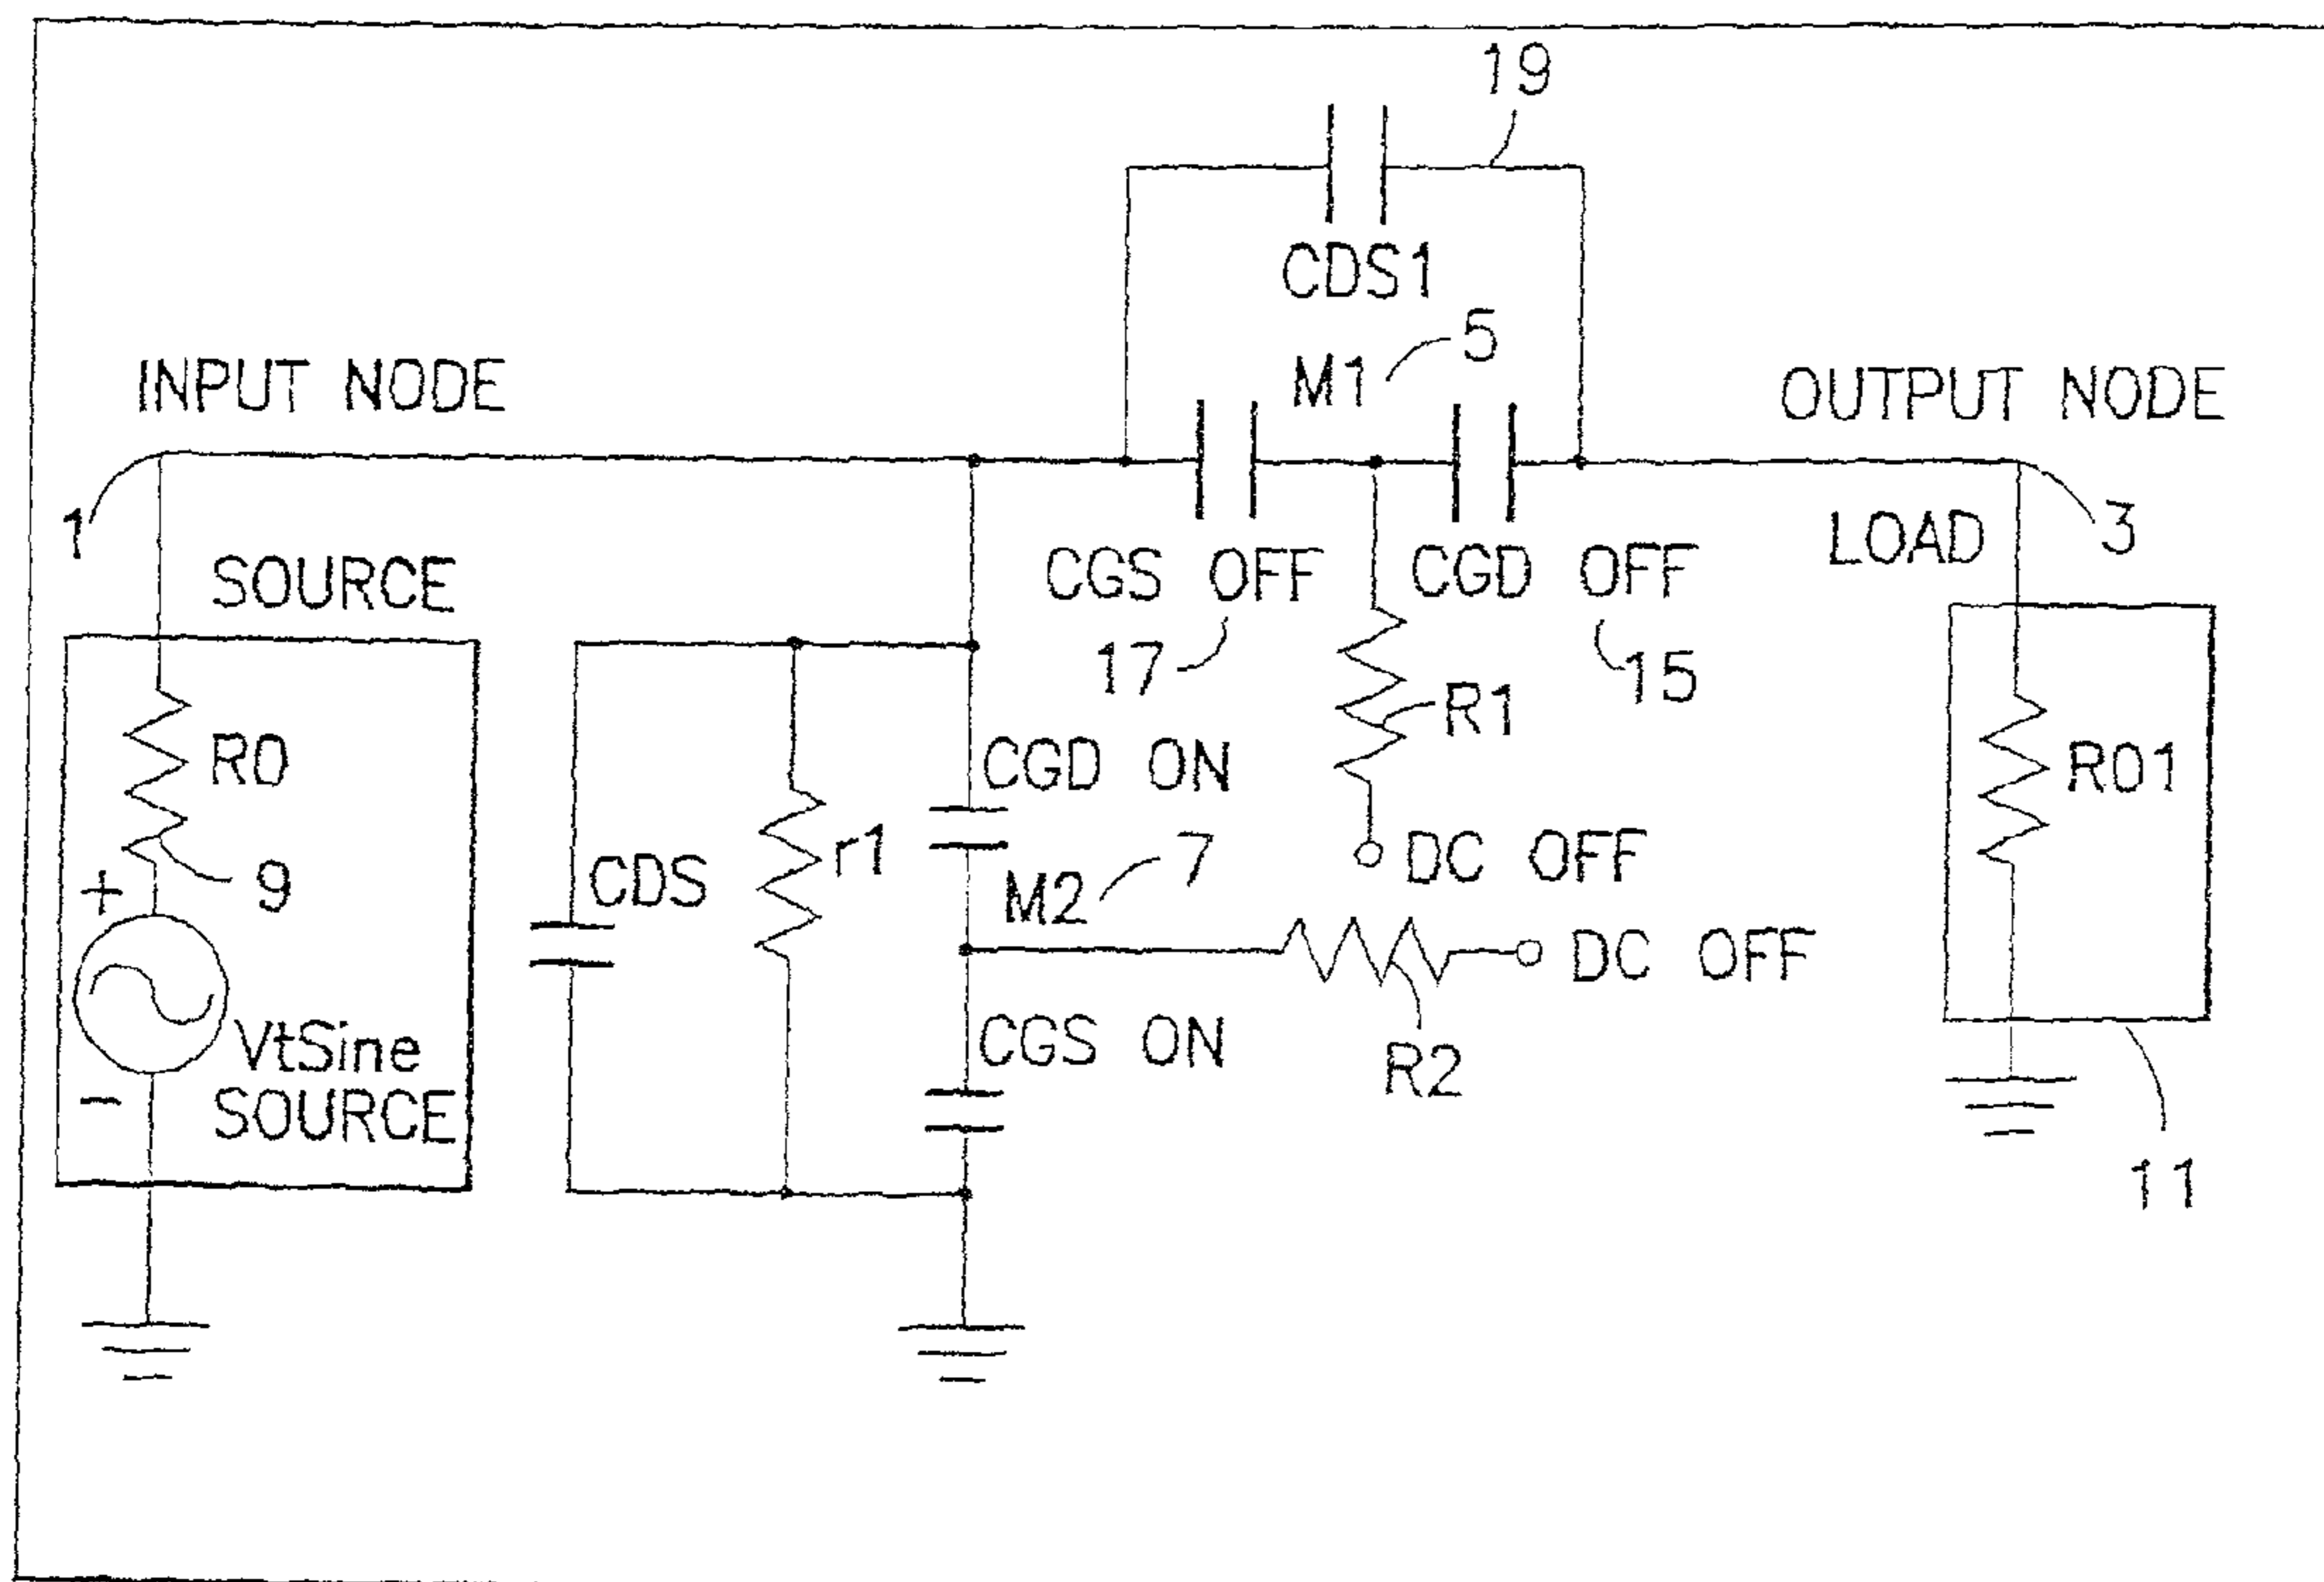 19
CDS1
M1 5
INPUT NODE
OUTPUT NODE
1
3
SOURCE
CGS OFF
CGD OFF
LOAD
17
15
R1
R0
CGD ON
R01
9
+
CDS
r1
M2 7
DC OFF
DC OFF
VtSine
SOURCE
-
CGS ON
R2
11